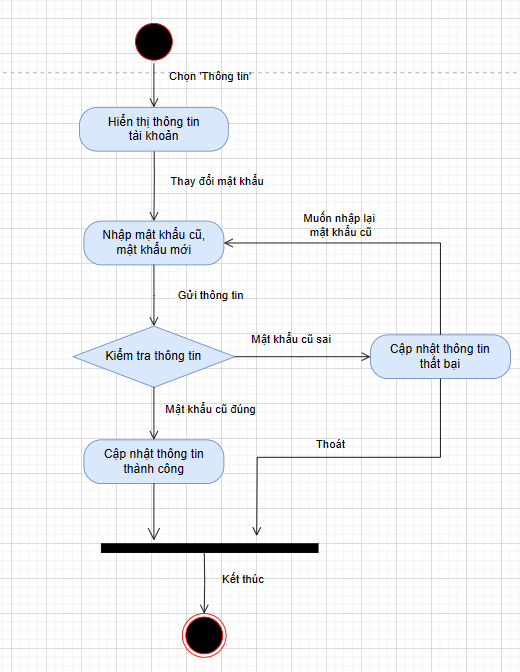 Chọn 'Thông tin'
Hiển thị thông tin
tài khoản
Thay đổi mật khẩu
Nhập mật khẩu cũ,
mật khẩu mới
Muốn nhập lại
mật khẩu cũ
Gửi thông tin
Kiểm tra thông tin
Mật khẩu cũ sai
Cập nhật thông tin
thất bại
Mật khẩu cũ đúng
Cập nhật thông tin
thành công
Thoát
Kết thúc